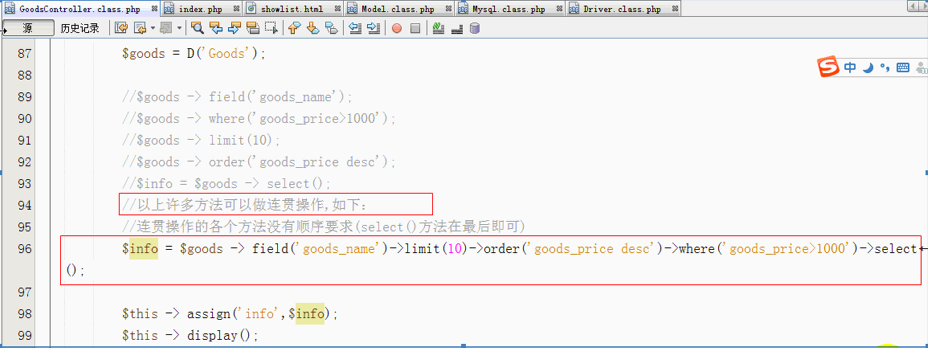 GoodsController.class.php index.php showlist.html Model.class.php Mysql.class.php Driver.class.php
源 历史记录
中
87 $goods = D('Goods');
88
89 //$goods -> field('goods_name');
90 //$goods -> where('goods_price>1000');
91 //$goods -> limit(10);
92 //$goods -> order('goods_price desc');
93 //$info = $goods -> select();
94 //以上许多方法可以做连贯操作,如下:
95 //连贯操作的各个方法没有顺序要求(select()方法在最后即可)
96 $info = $goods -> field('goods_name')->limit(10)->order('goods_price desc')->where('goods_price>1000')->select
();
97
98 $this -> assign('info',$info);
99 $this -> display();